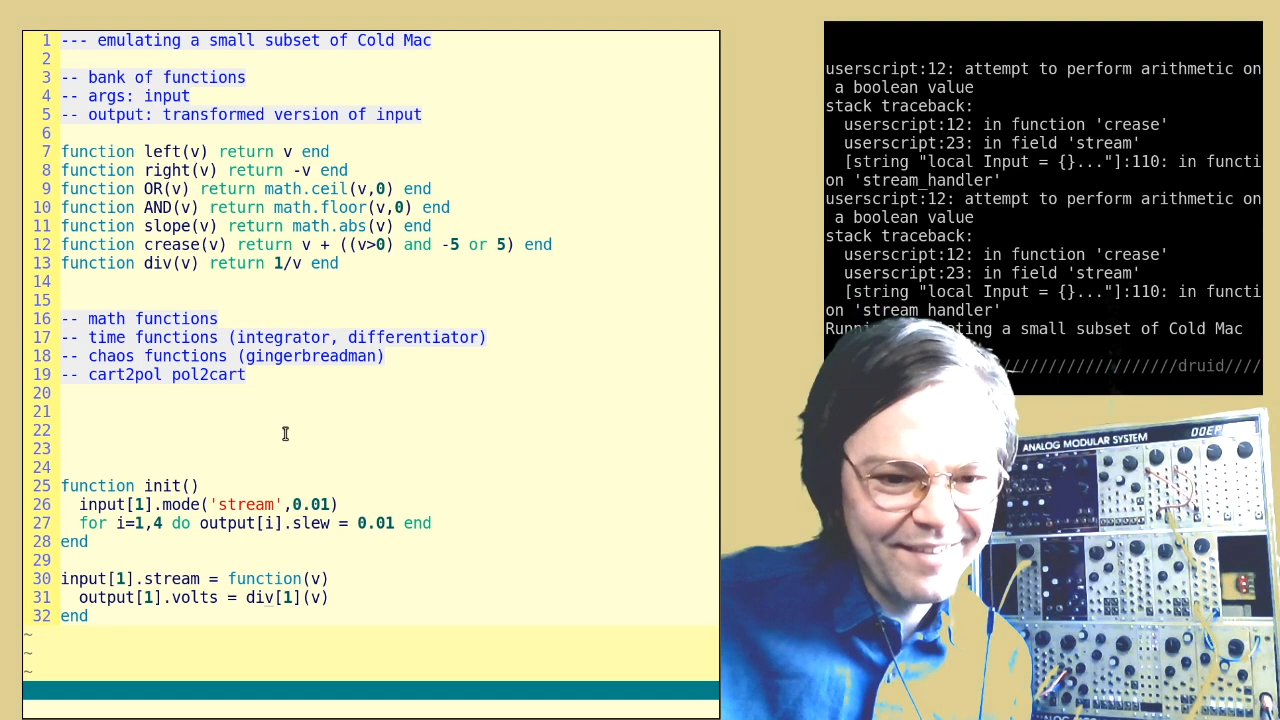 1 --- emulating a small subset of Cold Mac
2
3 -- bank of functions
4 -- args: input
5 -- output: transformed version of input
6
7 function left(v) return v end
8 function right(v) return -v end
9 function OR(v) return math.ceil(v,0) end
10 function AND(v) return math.floor(v,0) end
11 function slope(v) return math.abs(v) end
12 function crease(v) return v + ((v>0) and -5 or 5) end
13 function div(v) return 1/v end
14
15
16 -- math functions
17 -- time functions (integrator, differentiator)
18 -- chaos functions (gingerbreadman)
19 -- cart2pol pol2cart
20
21
22
23
24
25 function init()
26   input[1].mode('stream',0.01)
27   for i=1,4 do output[i].slew = 0.01 end
28 end
29
30 input[1].stream = function(v)
31   output[1].volts = div[1](v)
32 end
~
~
~
userscript:12: attempt to perform arithmetic on
 a boolean value
stack traceback:
  userscript:12: in function 'crease'
  userscript:23: in field 'stream'
  [string "local Input = {}..."]:110: in functi
on 'stream_handler'
userscript:12: attempt to perform arithmetic on
 a boolean value
stack traceback:
  userscript:12: in function 'crease'
  userscript:23: in field 'stream'
  [string "local Input = {}..."]:110: in functi
on 'stream_handler'
a small subset of Cold Mac
//////////////////druid////
ANALOG MODULAR SYSTEM